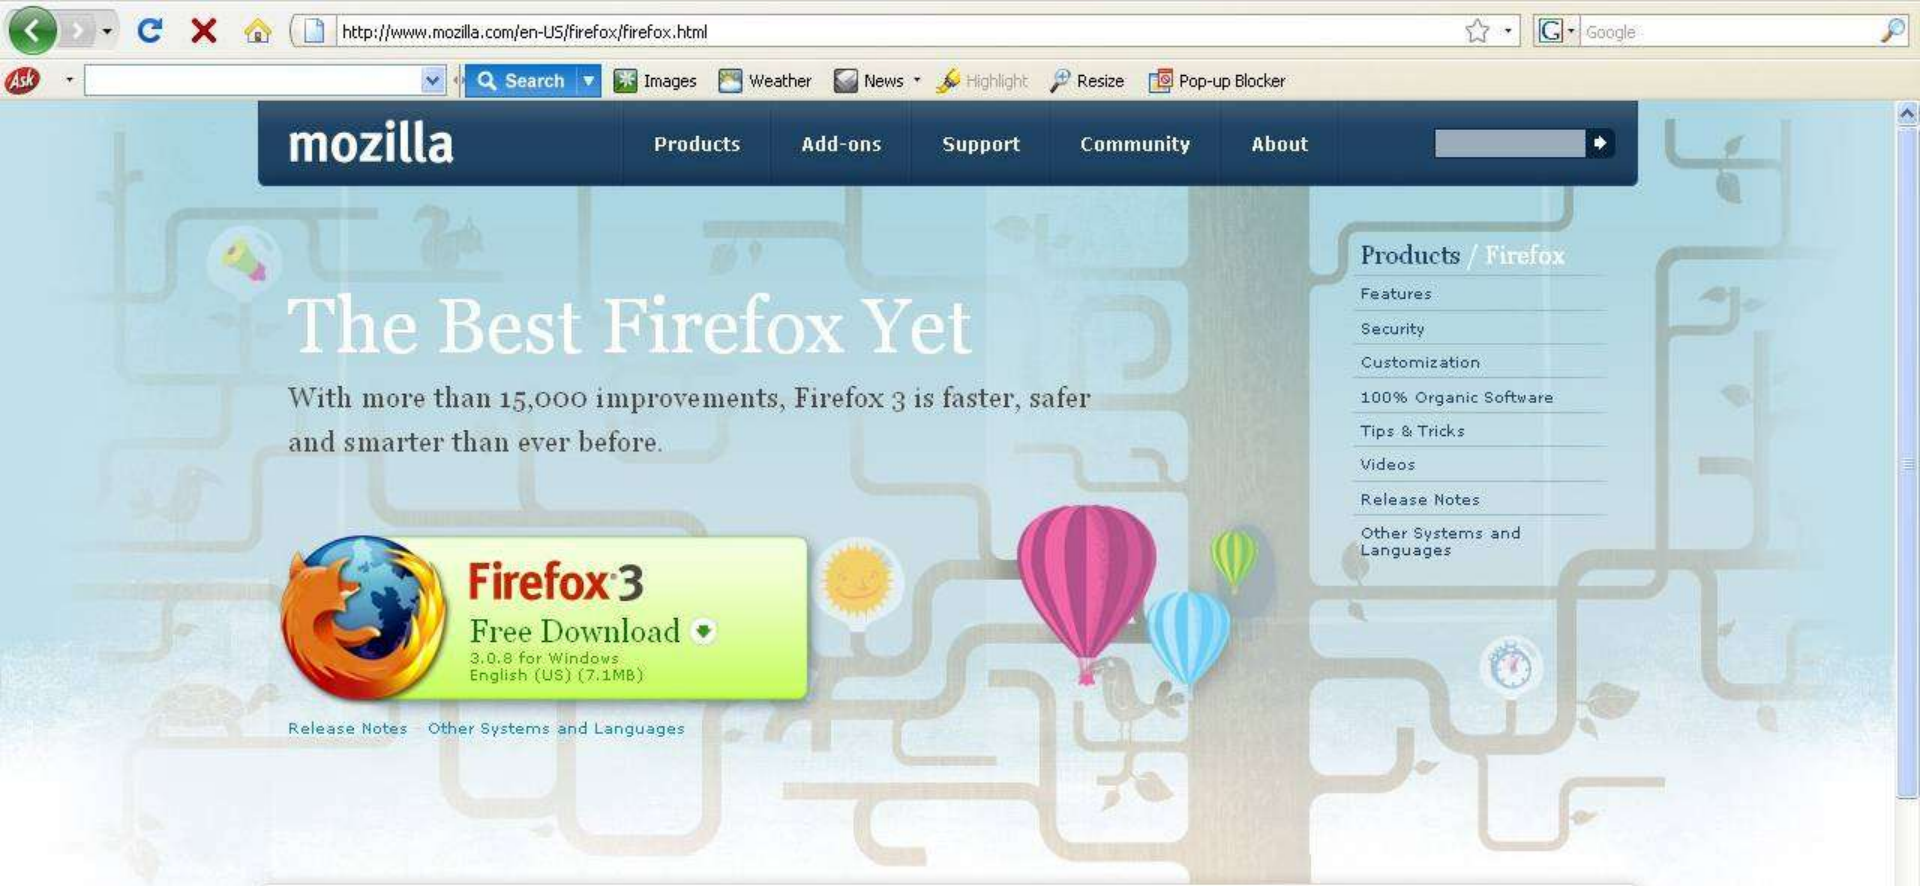 http://www.mozilla.com/en-US/firefox/firefox.html
G Google
Ask Search Images Weather News Highlight Resize Pop-up Blocker
mozilla Products Add-ons Support Community About
Products / Firefox
Features
Security
Customization
100% Organic Software
Tips & Tricks
Videos
Release Notes
Other Systems and
Languages
The Best Firefox Yet
With more than 15,000 improvements, Firefox 3 is faster, safer
and smarter than ever before.
Firefox 3
Free Download
3.0.8 for Windows
English (US) (7.1MB)
Release Notes - Other Systems and Languages